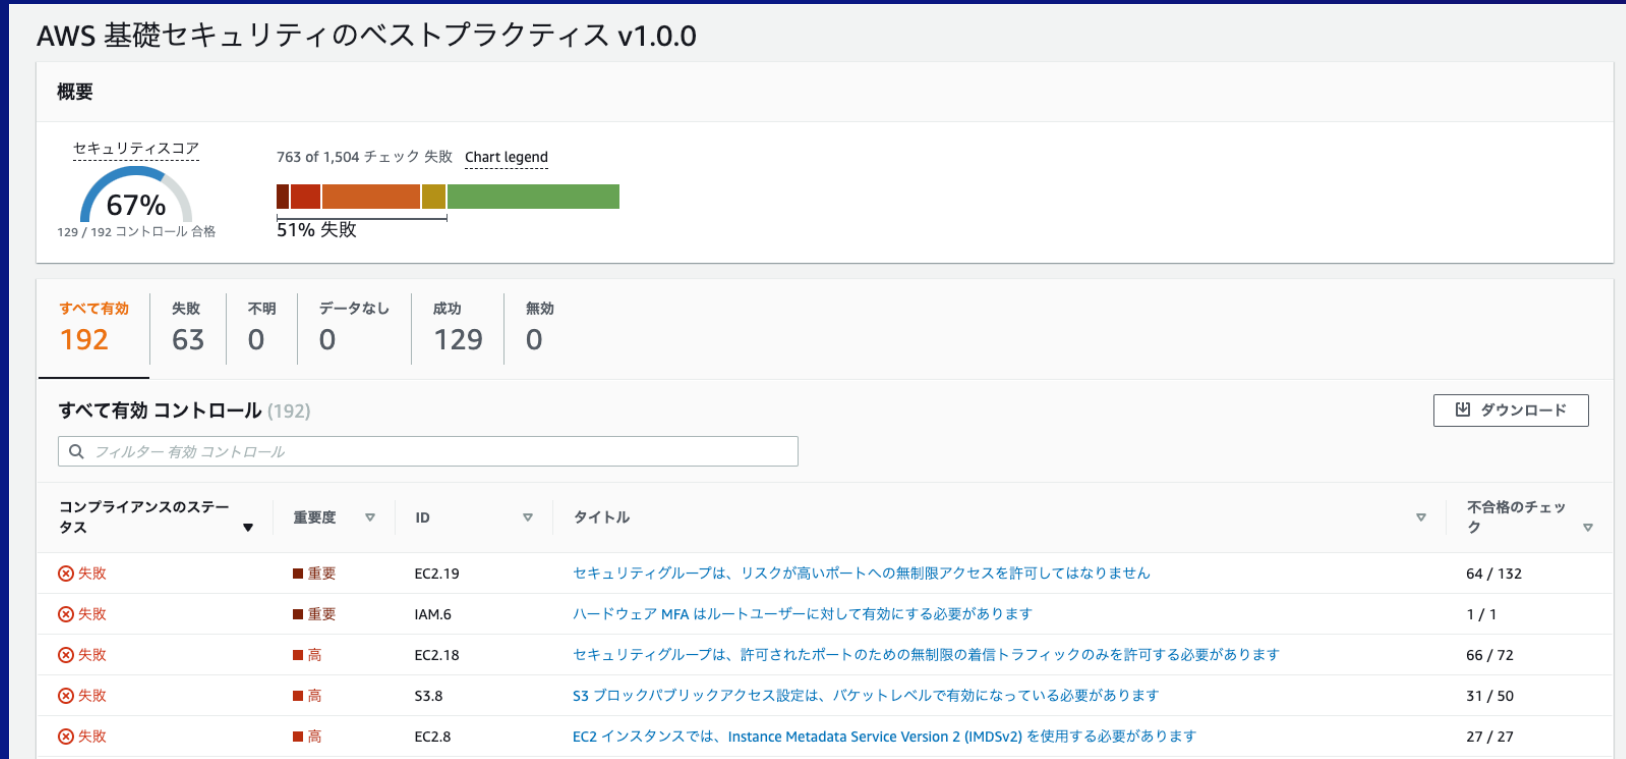 AWS 基礎セキュリティのベストプラクティス v1.0.0
概要
セキュリティスコア
67%
129 / 192 コントロール 合格
763 of 1,504 チェック 失敗 Chart legend
51% 失敗
すべて有効 失敗 不明 データなし 成功 無効
192 63 0 0 129 0
すべて有効 コントロール (192)
ダウンロード
フィルター 有効 コントロール
コンプライアンスのステータス 重要度 ID タイトル 不合格のチェック
失敗 重要 EC2.19 セキュリティグループは、リスクが高いポートへの無制限アクセスを許可してはなりません 64 / 132
失敗 重要 IAM.6 ハードウェア MFA はルートユーザーに対して有効にする必要があります 1 / 1
失敗 高 EC2.18 セキュリティグループは、許可されたポートのための無制限の着信トラフィックのみを許可する必要があります 66 / 72
失敗 高 S3.8 S3 ブロックパブリックアクセス設定は、バケットレベルで有効になっている必要があります 31 / 50
失敗 高 EC2.8 EC2 インスタンスでは、Instance Metadata Service Version 2 (IMDSv2) を使用する必要があります 27 / 27